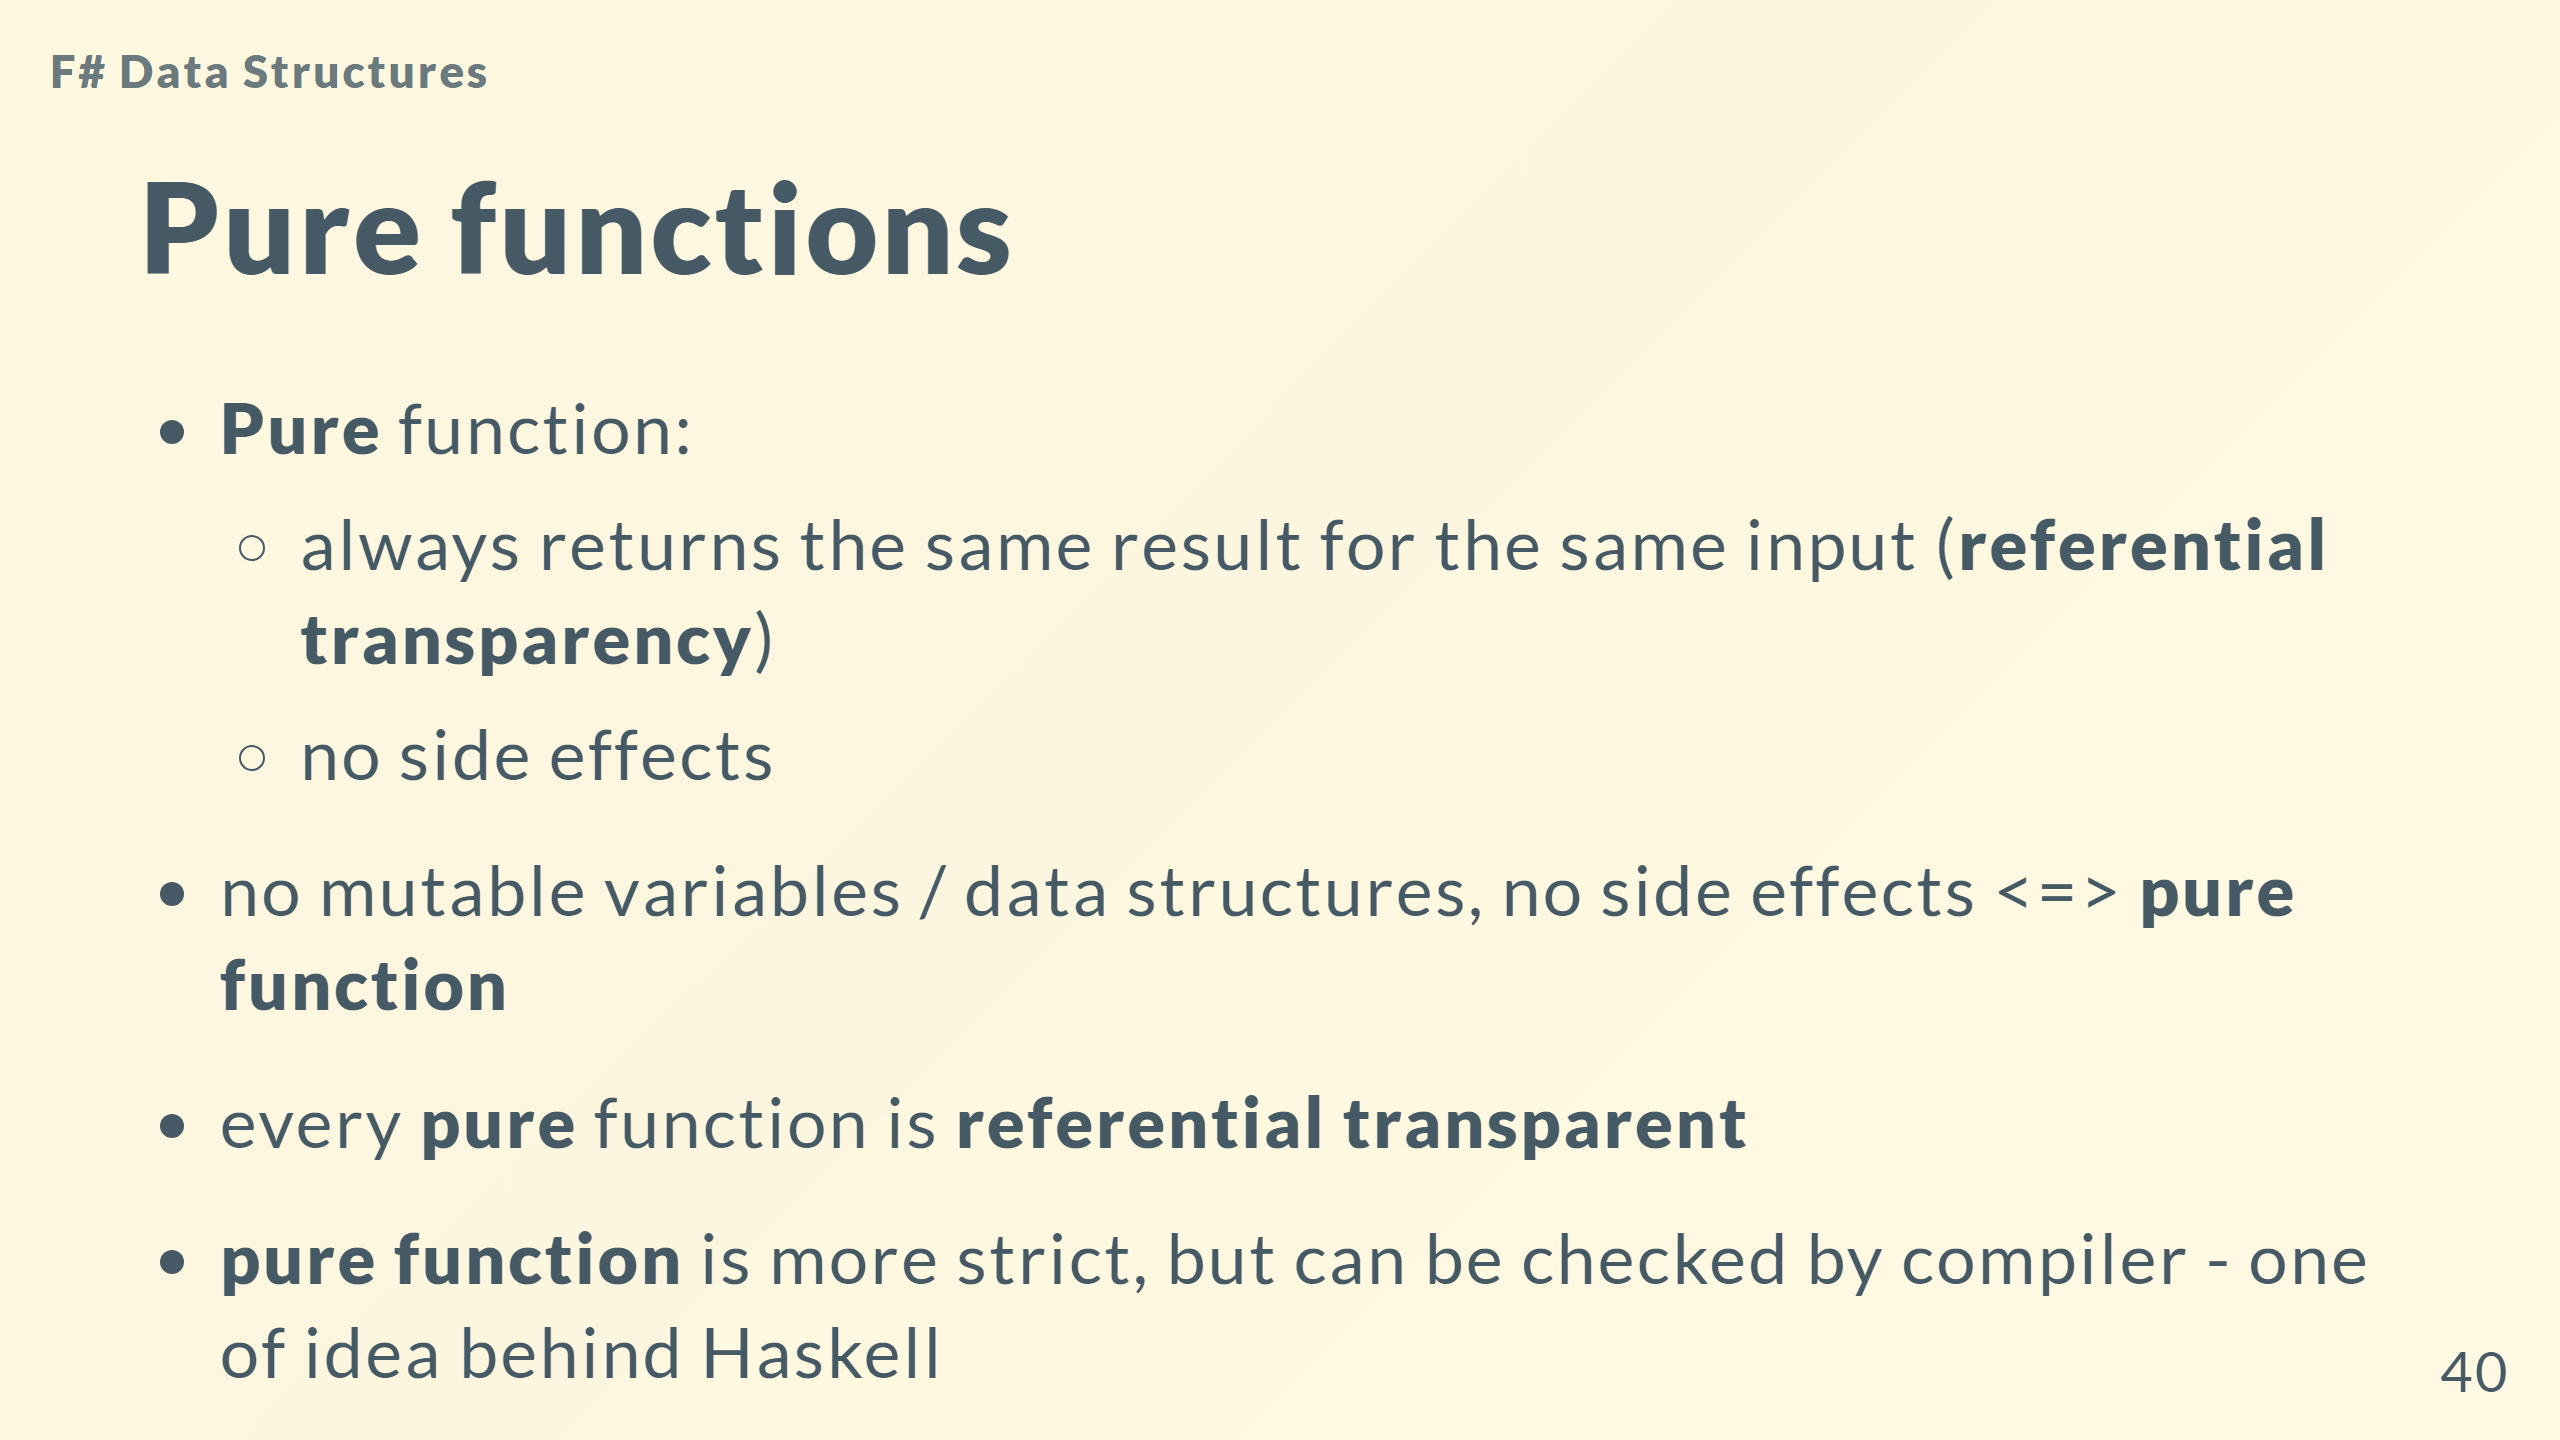 F# Data Structures
Pure functions
• Pure function:
○ always returns the same result for the same input (referential
transparency)
○ no side effects
• no mutable variables / data structures, no side effects <=> pure
function
• every pure function is referential transparent
• pure function is more strict, but can be checked by compiler - one
of idea behind Haskell
40